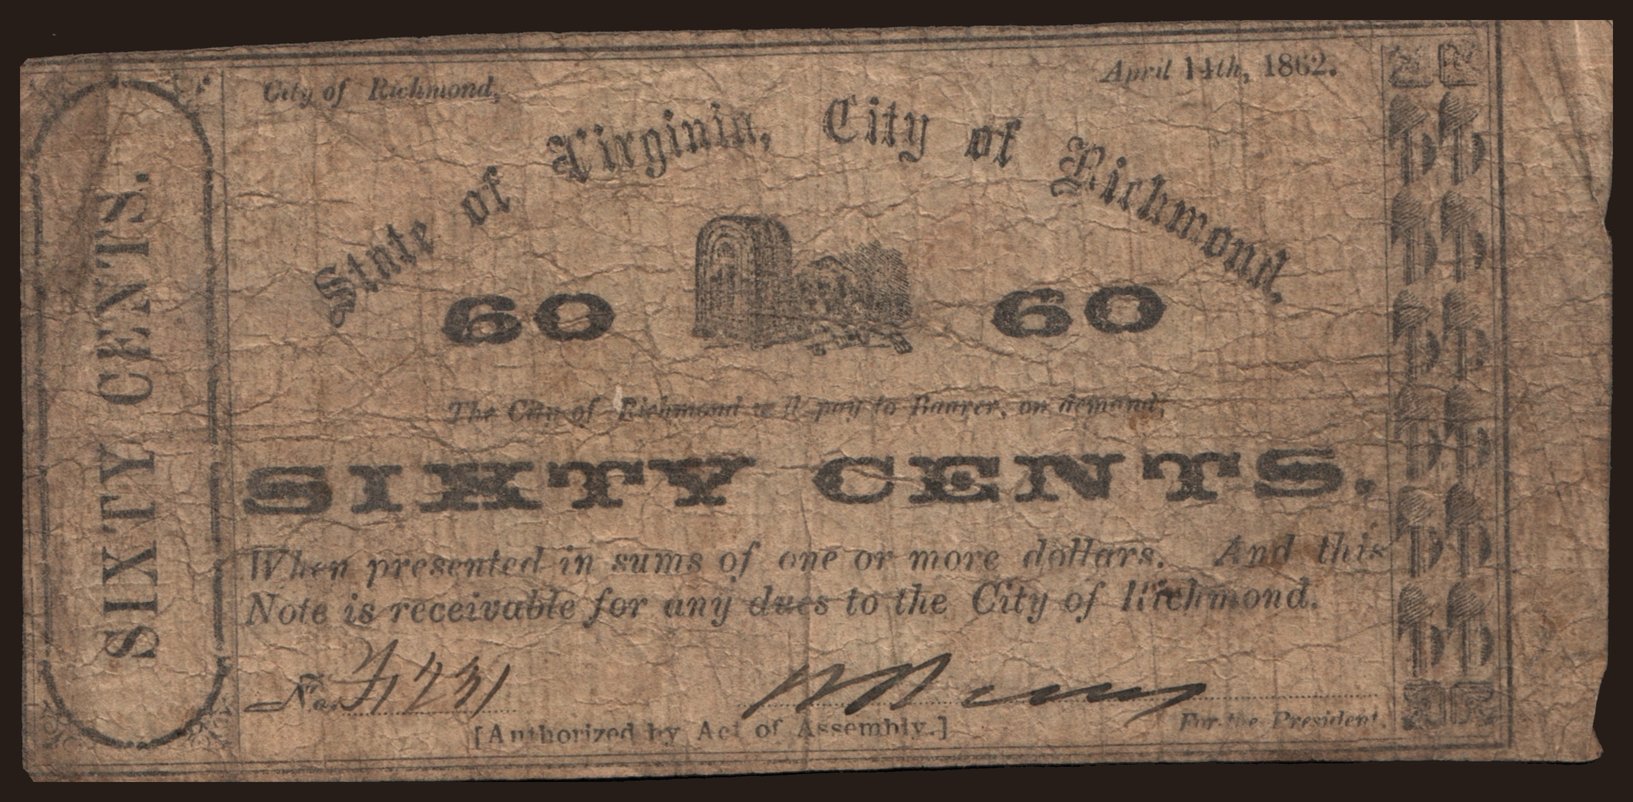 City of Richmond, April 14th, 1862.
State of Virginia, City of Richmond,
60 60
The City of Richmond will pay to Bearer, on demand,
SIXTY CENTS.
When presented in sums of one or more dollars. And this
Note is receivable for any dues to the City of Richmond.
No.
For the President.
[Authorized by Act of Assembly.]
SIXTY CENTS.